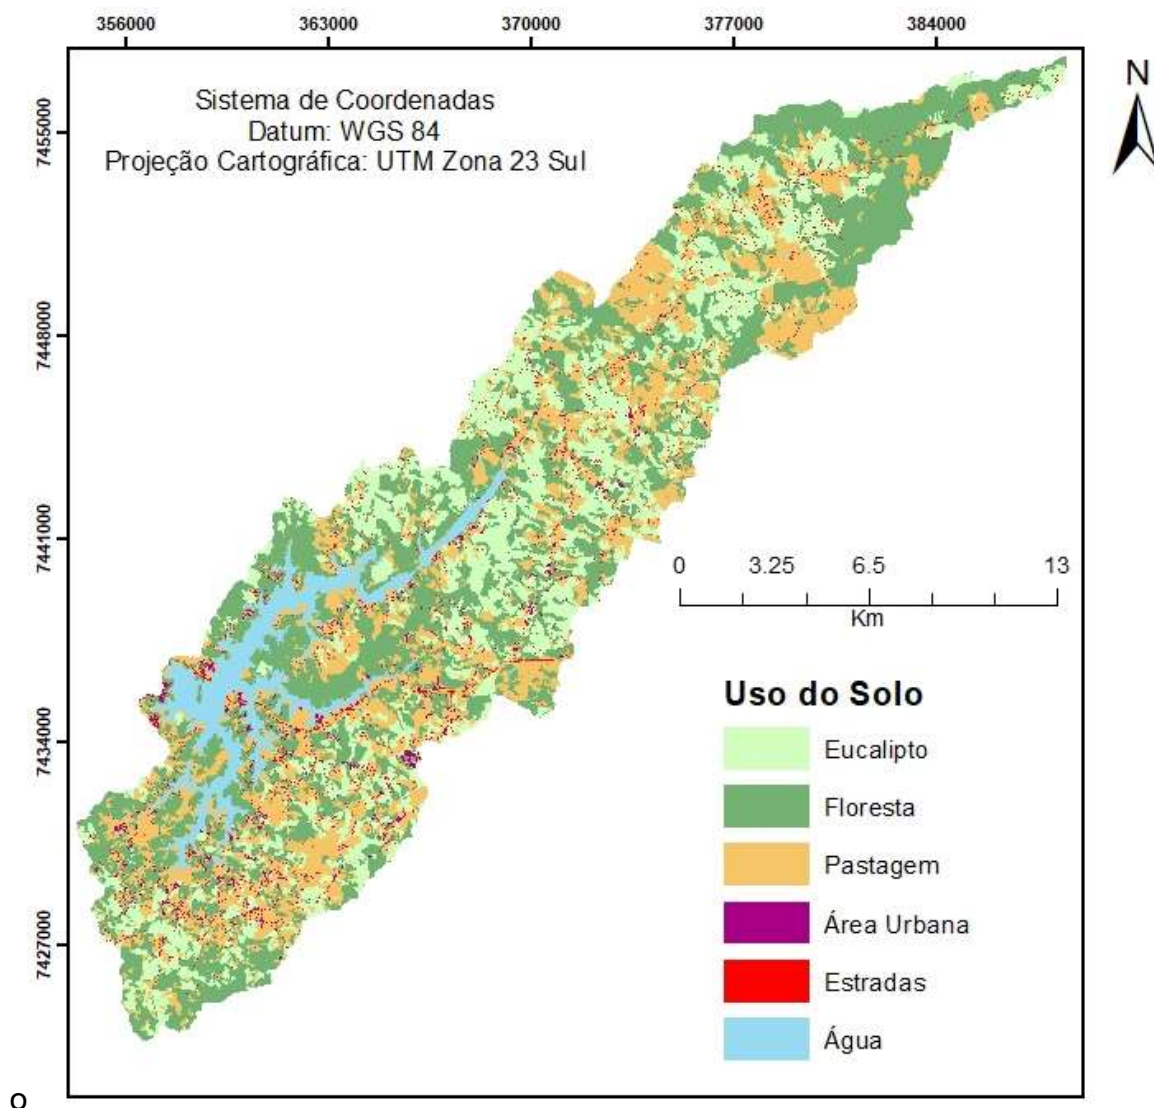 356000 363000 370000 377000 384000
N
Sistema de Coordenadas
Datum: WGS 84
Projeção Cartográfica: UTM Zona 23 Sul
7455000
7448000
7441000
7434000
7427000
0 3.25 6.5 13
Km
Uso do Solo
Eucalipto
Floresta
Pastagem
Área Urbana
Estradas
Água
o